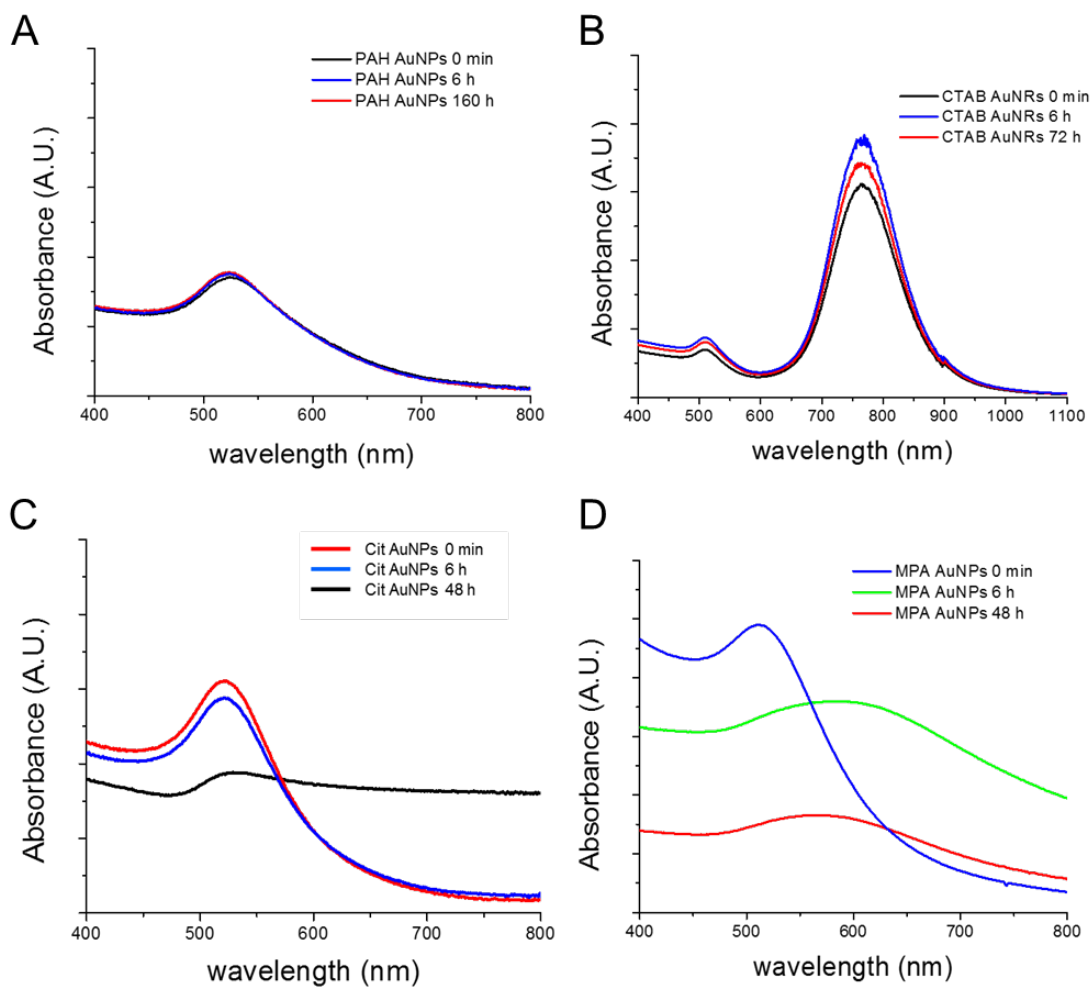 A
PAH AuNPs 0 min
PAH AuNPs 6 h
PAH AuNPs 160 h
Absorbance (A.U.)
400 500 600 700 800
wavelength (nm)
B
CTAB AuNRs 0 min
CTAB AuNRs 6 h
CTAB AuNRs 72 h
Absorbance (A.U.)
400 500 600 700 800 900 1000 1100
wavelength (nm)
C
Cit AuNPs 0 min
Cit AuNPs 6 h
Cit AuNPs 48 h
Absorbance (A.U.)
400 500 600 700 800
wavelength (nm)
D
MPA AuNPs 0 min
MPA AuNPs 6 h
MPA AuNPs 48 h
Absorbance (A.U.)
400 500 600 700 800
wavelength (nm)